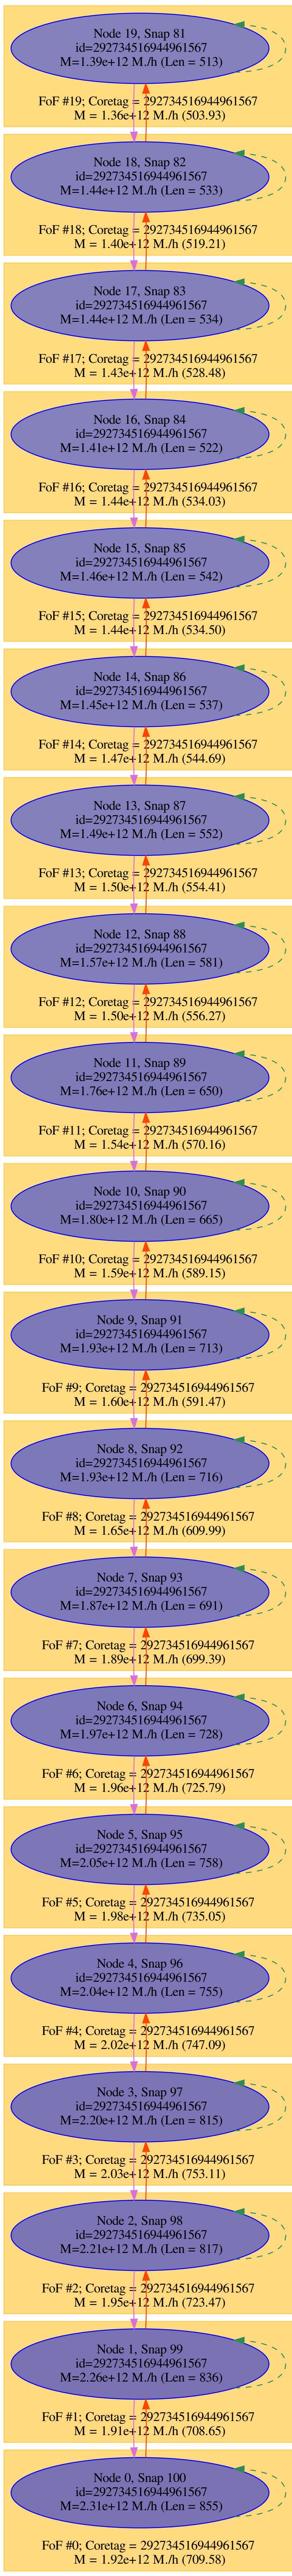 Node 19, Snap 81
id=292734516944961567
M=1.39e+12 M./h (Len = 513)
FoF #19; Coretag = 292734516944961567
M = 1.36e+12 M./h (503.93)
Node 18, Snap 82
id=292734516944961567
M=1.44e+12 M./h (Len = 533)
FoF #18; Coretag = 292734516944961567
M = 1.40e+12 M./h (519.21)
Node 17, Snap 83
id=292734516944961567
M=1.44e+12 M./h (Len = 534)
FoF #17; Coretag = 292734516944961567
M = 1.43e+12 M./h (528.48)
Node 16, Snap 84
id=292734516944961567
M=1.41e+12 M./h (Len = 522)
FoF #16; Coretag = 292734516944961567
M = 1.44e+12 M./h (534.03)
Node 15, Snap 85
id=292734516944961567
M=1.46e+12 M./h (Len = 542)
FoF #15; Coretag = 292734516944961567
M = 1.44e+12 M./h (534.50)
Node 14, Snap 86
id=292734516944961567
M=1.45e+12 M./h (Len = 537)
FoF #14; Coretag = 292734516944961567
M = 1.47e+12 M./h (544.69)
Node 13, Snap 87
id=292734516944961567
M=1.49e+12 M./h (Len = 552)
FoF #13; Coretag = 292734516944961567
M = 1.50e+12 M./h (554.41)
Node 12, Snap 88
id=292734516944961567
M=1.57e+12 M./h (Len = 581)
FoF #12; Coretag = 292734516944961567
M = 1.50e+12 M./h (556.27)
Node 11, Snap 89
id=292734516944961567
M=1.76e+12 M./h (Len = 650)
FoF #11; Coretag = 292734516944961567
M = 1.54e+12 M./h (570.16)
Node 10, Snap 90
id=292734516944961567
M=1.80e+12 M./h (Len = 665)
FoF #10; Coretag = 292734516944961567
M = 1.59e+12 M./h (589.15)
Node 9, Snap 91
id=292734516944961567
M=1.93e+12 M./h (Len = 713)
FoF #9; Coretag = 292734516944961567
M = 1.60e+12 M./h (591.47)
Node 8, Snap 92
id=292734516944961567
M=1.93e+12 M./h (Len = 716)
FoF #8; Coretag = 292734516944961567
M = 1.65e+12 M./h (609.99)
Node 7, Snap 93
id=292734516944961567
M=1.87e+12 M./h (Len = 691)
FoF #7; Coretag = 292734516944961567
M = 1.89e+12 M./h (699.39)
Node 6, Snap 94
id=292734516944961567
M=1.97e+12 M./h (Len = 728)
FoF #6; Coretag = 292734516944961567
M = 1.96e+12 M./h (725.79)
Node 5, Snap 95
id=292734516944961567
M=2.05e+12 M./h (Len = 758)
FoF #5; Coretag = 292734516944961567
M = 1.98e+12 M./h (735.05)
Node 4, Snap 96
id=292734516944961567
M=2.04e+12 M./h (Len = 755)
FoF #4; Coretag = 292734516944961567
M = 2.02e+12 M./h (747.09)
Node 3, Snap 97
id=292734516944961567
M=2.20e+12 M./h (Len = 815)
FoF #3; Coretag = 292734516944961567
M = 2.03e+12 M./h (753.11)
Node 2, Snap 98
id=292734516944961567
M=2.21e+12 M./h (Len = 817)
FoF #2; Coretag = 292734516944961567
M = 1.95e+12 M./h (723.47)
Node 1, Snap 99
id=292734516944961567
M=2.26e+12 M./h (Len = 836)
FoF #1; Coretag = 292734516944961567
M = 1.91e+12 M./h (708.65)
Node 0, Snap 100
id=292734516944961567
M=2.31e+12 M./h (Len = 855)
FoF #0; Coretag = 292734516944961567
M = 1.92e+12 M./h (709.58)